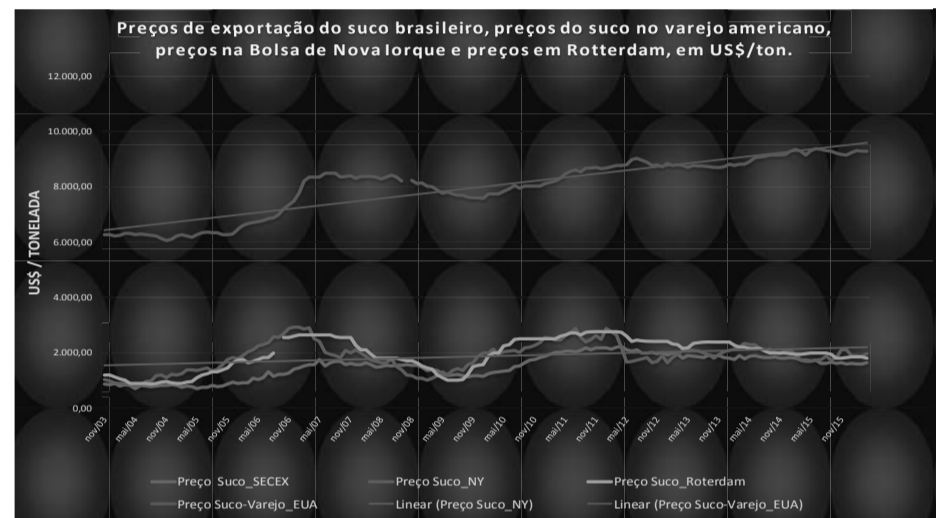 Preços de exportação do suco brasileiro, preços do suco no varejo americano,
preços na Bolsa de Nova Iorque e preços em Rotterdam, em US$/ton.
US$ / TONELADA
12.000,00
10.000,00
8.000,00
6.000,00
4.000,00
2.000,00
0,00
nov/03
mai/04
nov/04
mai/05
nov/05
mai/06
nov/06
mai/07
nov/07
mai/08
nov/08
mai/09
nov/09
mai/10
nov/10
mai/11
nov/11
mai/12
nov/12
mai/13
nov/13
mai/14
nov/14
mai/15
nov/15
Preço Suco_SECEX
Preço Suco_NY
Preço Suco_Roterdam
Preço Suco-Varejo_EUA
Linear (Preço Suco_NY)
Linear (Preço Suco-Varejo_EUA)